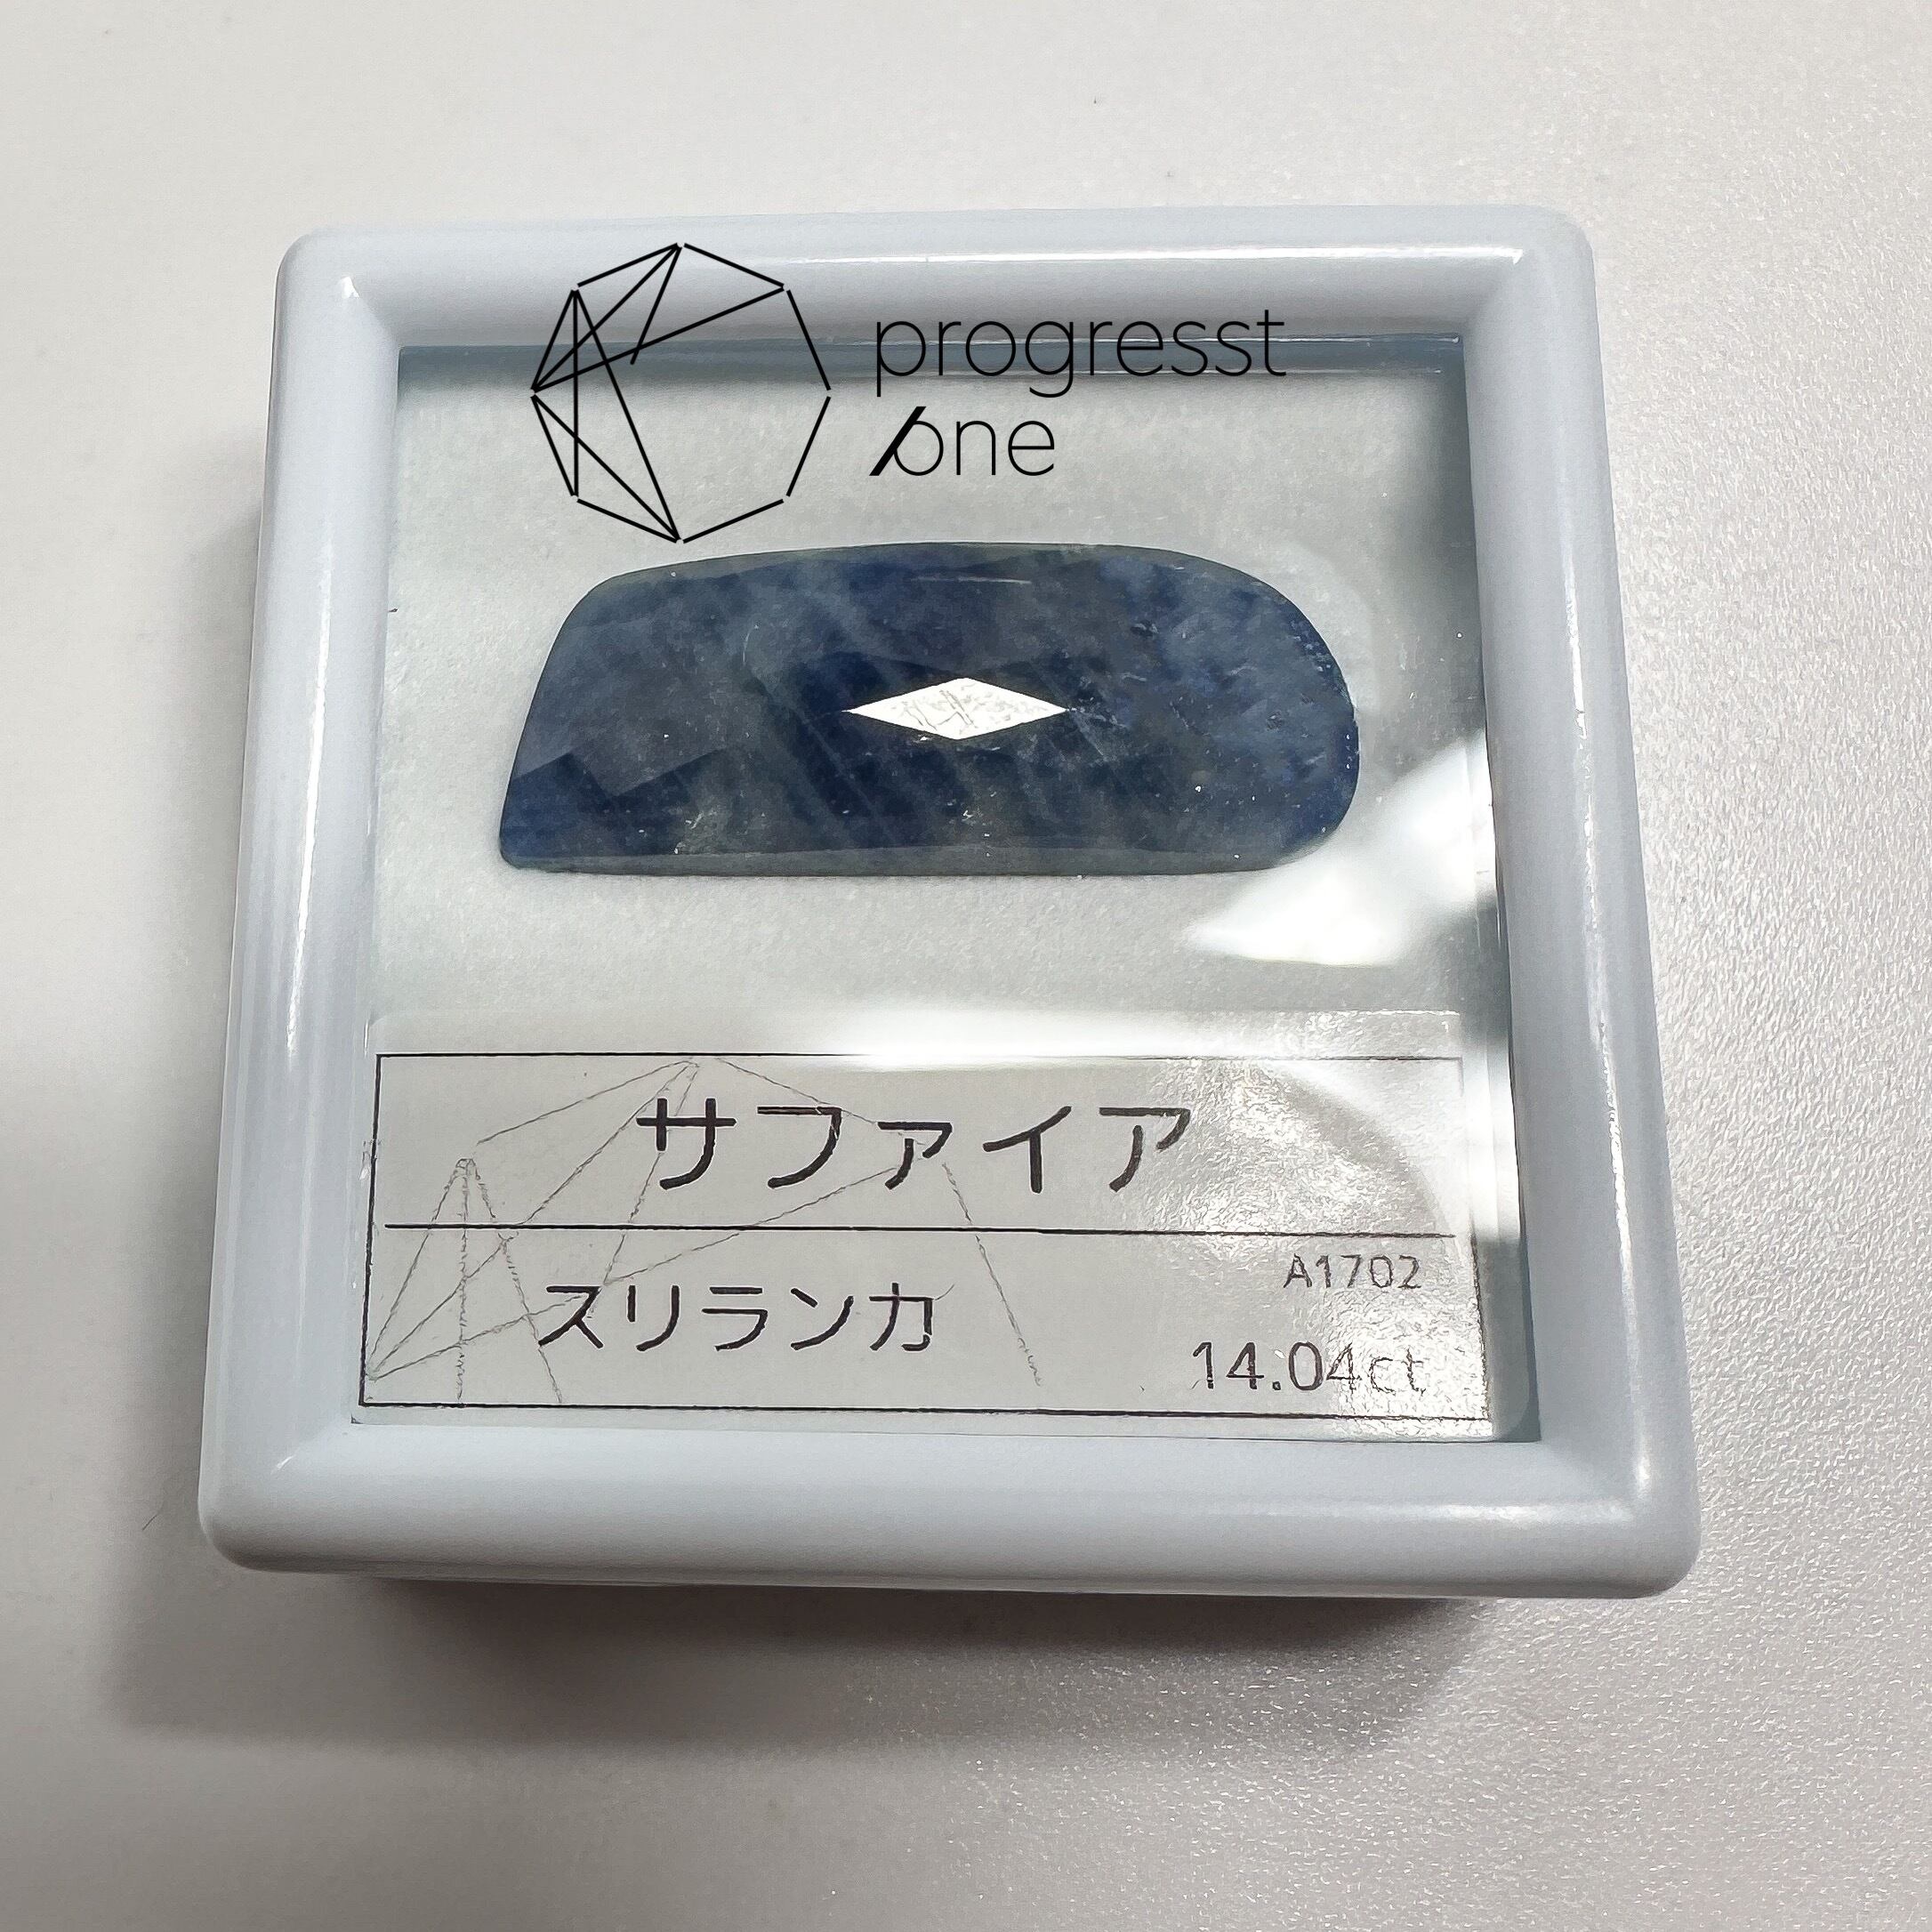 progresst
one
サファイア
スリランカ
A1702
14.04ct